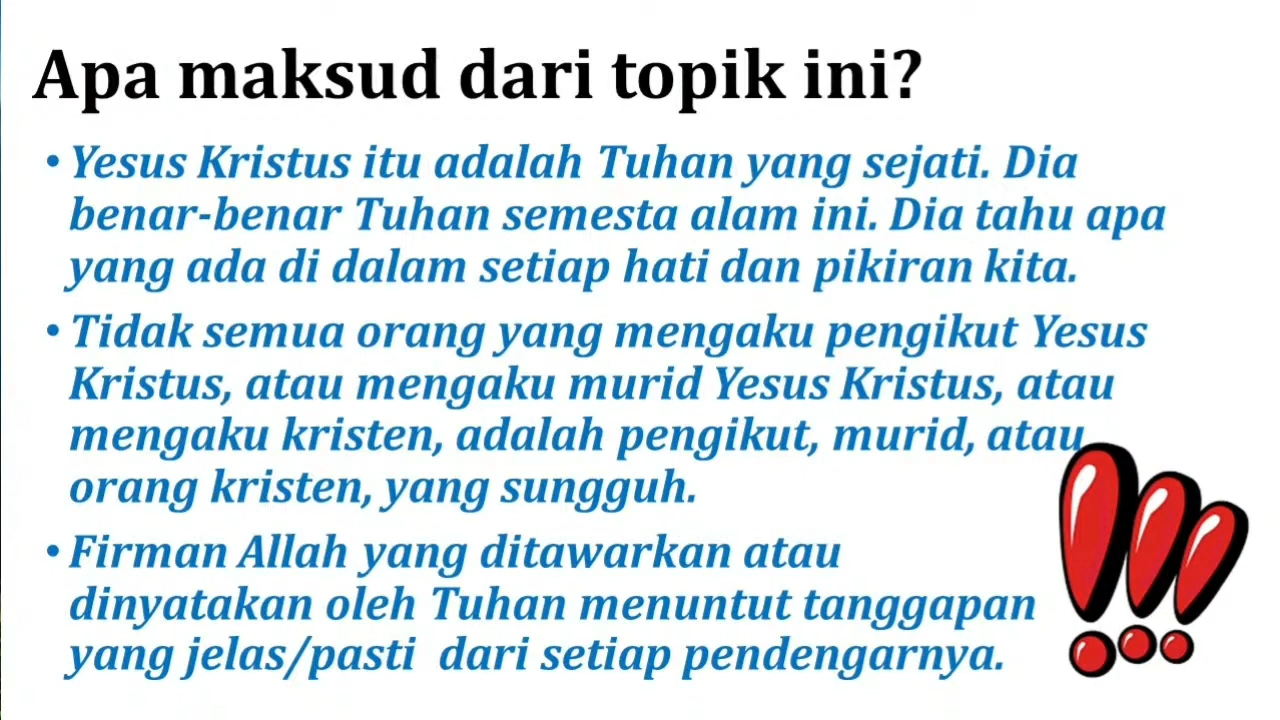 Apa maksud dari topik ini?
• Yesus Kristus itu adalah Tuhan yang sejati. Dia
benar-benar Tuhan semesta alam ini. Dia tahu apa
yang ada di dalam setiap hati dan pikiran kita.
• Tidak semua orang yang mengaku pengikut Yesus
Kristus, atau mengaku murid Yesus Kristus, atau
mengaku kristen, adalah pengikut, murid, atau
orang kristen, yang sungguh.
• Firman Allah yang ditawarkan atau
dinyatakan oleh Tuhan menuntut tanggapan
yang jelas/pasti dari setiap pendengarnya.